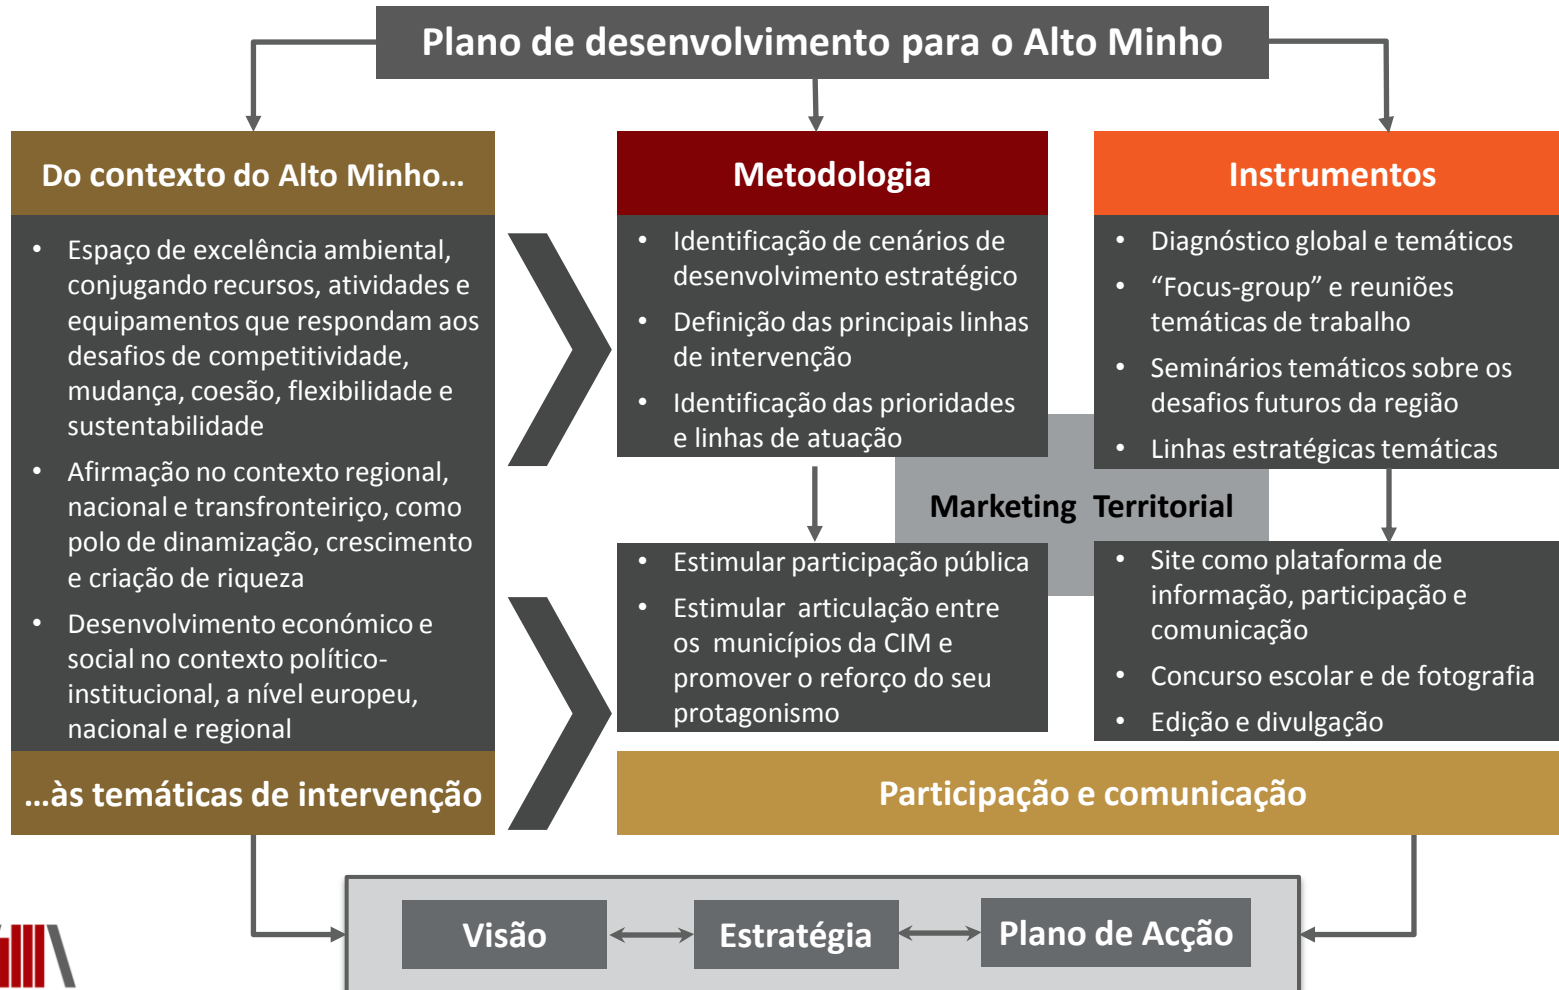 Plano de desenvolvimento para o Alto Minho
Do contexto do Alto Minho…
• Espaço de excelência ambiental,
conjugando recursos, atividades e
equipamentos que respondam aos
desafios de competitividade,
mudança, coesão, flexibilidade e
sustentabilidade
• Afirmação no contexto regional,
nacional e transfronteiriço, como
polo de dinamização, crescimento
e criação de riqueza
• Desenvolvimento económico e
social no contexto político-
institucional, a nível europeu,
nacional e regional
…às temáticas de intervenção
Metodologia
• Identificação de cenários de
desenvolvimento estratégico
• Definição das principais linhas
de intervenção
• Identificação das prioridades
e linhas de atuação
Instrumentos
• Diagnóstico global e temáticos
• “Focus-group” e reuniões
temáticas de trabalho
• Seminários temáticos sobre os
desafios futuros da região
• Linhas estratégicas temáticas
Marketing Territorial
• Estimular participação pública
• Estimular articulação entre
os municípios da CIM e
promover o reforço do seu
protagonismo
• Site como plataforma de
informação, participação e
comunicação
• Concurso escolar e de fotografia
• Edição e divulgação
Participação e comunicação
Visão
Estratégia
Plano de Acção